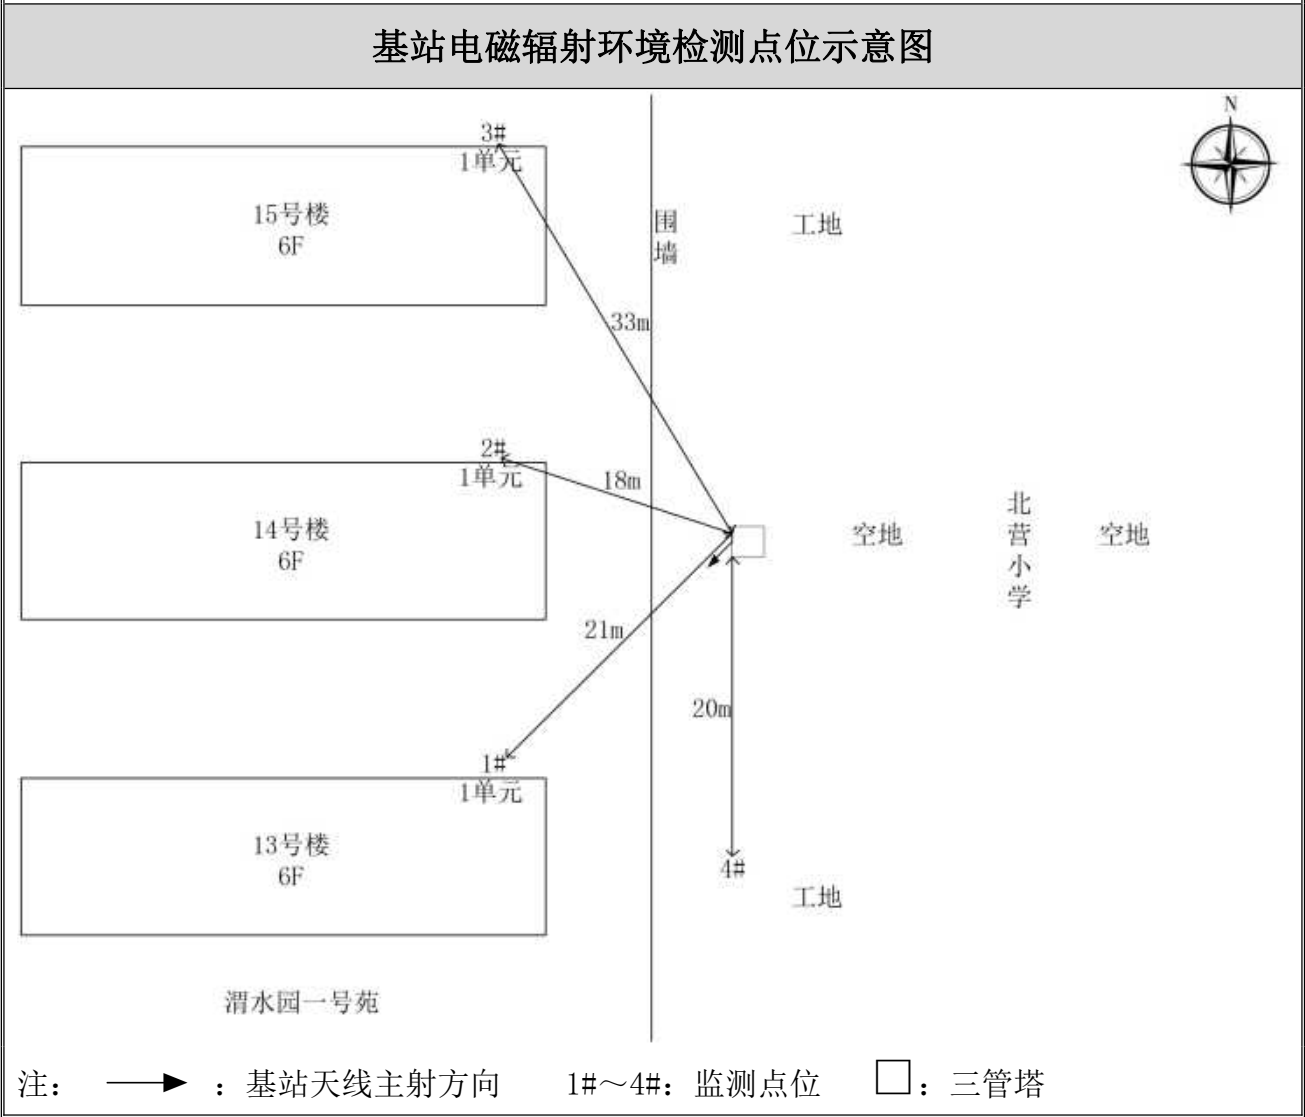 基站电磁辐射环境检测点位示意图
N
3#
1单元
15号楼
6F
围墙
工地
33m
2#
1单元
18m
14号楼
6F
空地
北营小学
空地
21m
20m
1#
1单元
13号楼
6F
4#
工地
渭水园一号苑
注： ：基站天线主射方向 1#～4#：监测点位 ：三管塔